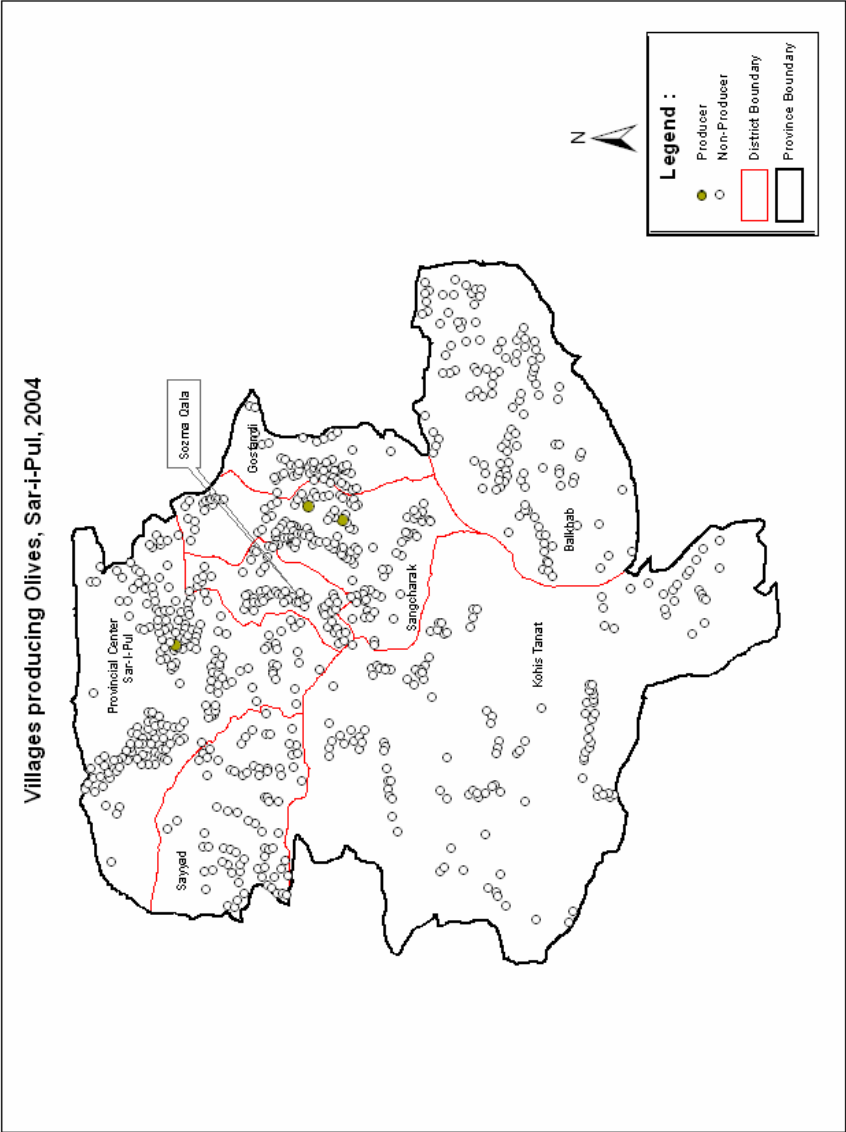 Villages producing Olives, Sar-i-Pul, 2004
Sozma Qala
Gostandi
Provincial Center
Sar-I-Pul
Sayyad
Sangcharak
Balkhab
Kohis Tanat
N
Legend :
Producer
Non-Producer
District Boundary
Province Boundary